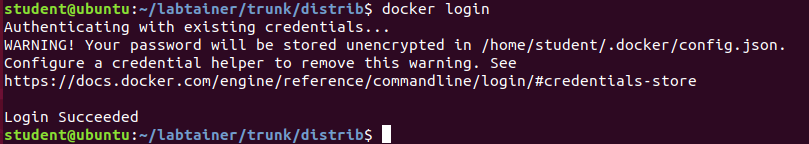 student@ubuntu:~/labtainer/trunk/distrib$ docker login
Authenticating with existing credentials...
WARNING! Your password will be stored unencrypted in /home/student/.docker/config.json.
Configure a credential helper to remove this warning. See
https://docs.docker.com/engine/reference/commandline/login/#credentials-store
Login Succeeded
student@ubuntu:~/labtainer/trunk/distrib$